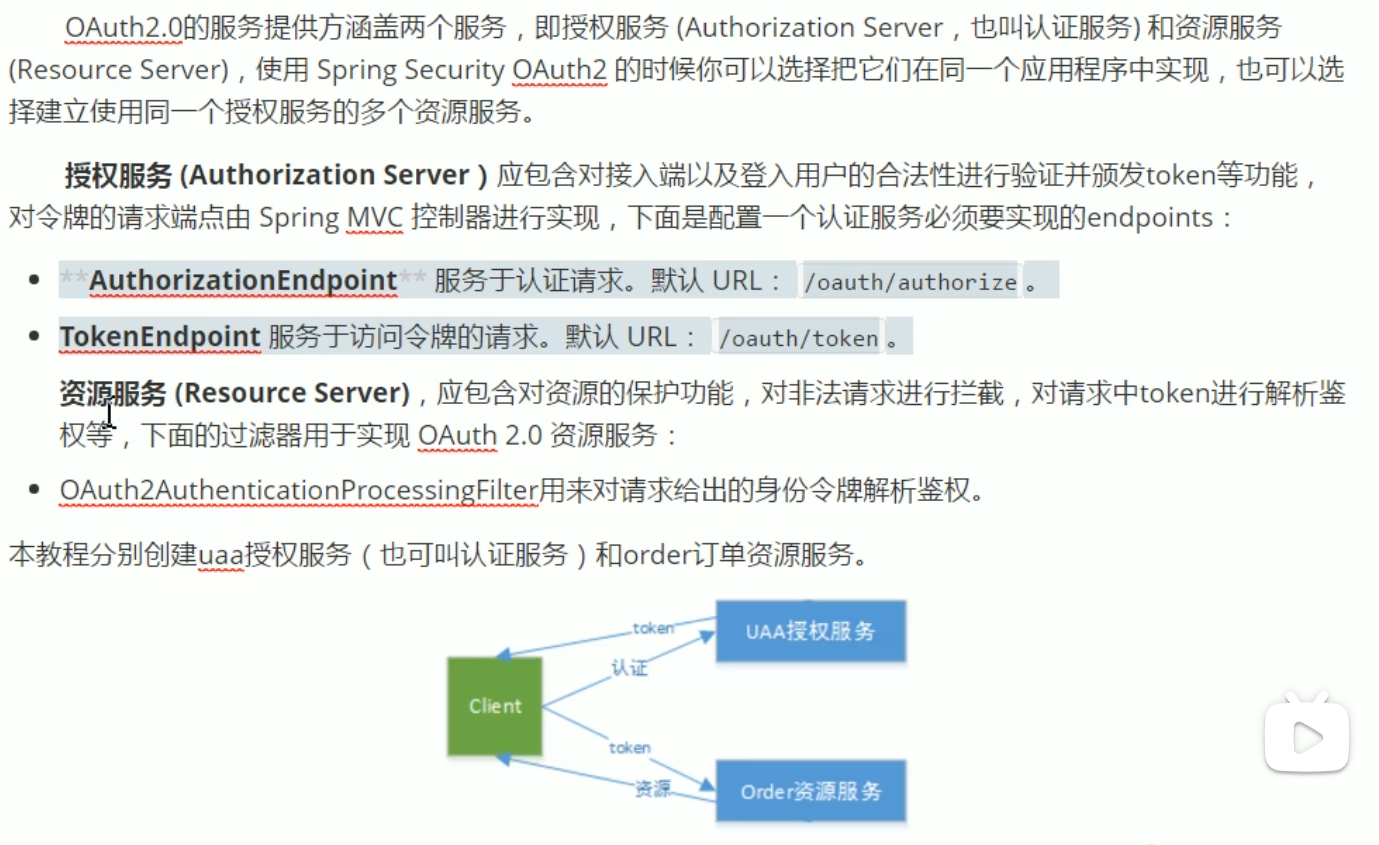 OAuth2.0的服务提供方涵盖两个服务，即授权服务 (Authorization Server，也叫认证服务) 和资源服务
(Resource Server)，使用 Spring Security OAuth2 的时候你可以选择把它们在同一个应用程序中实现，也可以选
择建立使用同一个授权服务的多个资源服务。
授权服务 (Authorization Server ) 应包含对接入端以及登入用户的合法性进行验证并颁发token等功能，
对令牌的请求端点由 Spring MVC 控制器进行实现，下面是配置一个认证服务必须要实现的endpoints：
• **AuthorizationEndpoint** 服务于认证请求。默认 URL： /oauth/authorize 。
• TokenEndpoint 服务于访问令牌的请求。默认 URL： /oauth/token 。
资源服务 (Resource Server)，应包含对资源的保护功能，对非法请求进行拦截，对请求中token进行解析鉴
权等，下面的过滤器用于实现 OAuth 2.0 资源服务：
• OAuth2AuthenticationProcessingFilter用来对请求给出的身份令牌解析鉴权。
本教程分别创建uaa授权服务（也可叫认证服务）和order订单资源服务。
token
UAA授权服务
认证
Client
token
资源
Order资源服务